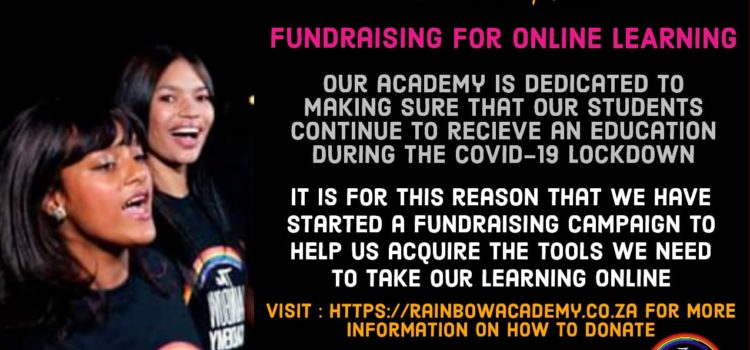 FUNDRAISING FOR ONLINE LEARNING
OUR ACADEMY IS DEDICATED TO
MAKING SURE THAT OUR STUDENTS
CONTINUE TO RECIEVE AN EDUCATION
DURING THE COVID-19 LOCKDOWN
IT IS FOR THIS REASON THAT WE HAVE
STARTED A FUNDRAISING CAMPAIGN TO
HELP US ACQUIRE THE TOOLS WE NEED
TO TAKE OUR LEARNING ONLINE
VISIT : HTTPS://RAINBOWACADEMY.CO.ZA FOR MORE
INFORMATION ON HOW TO DONATE